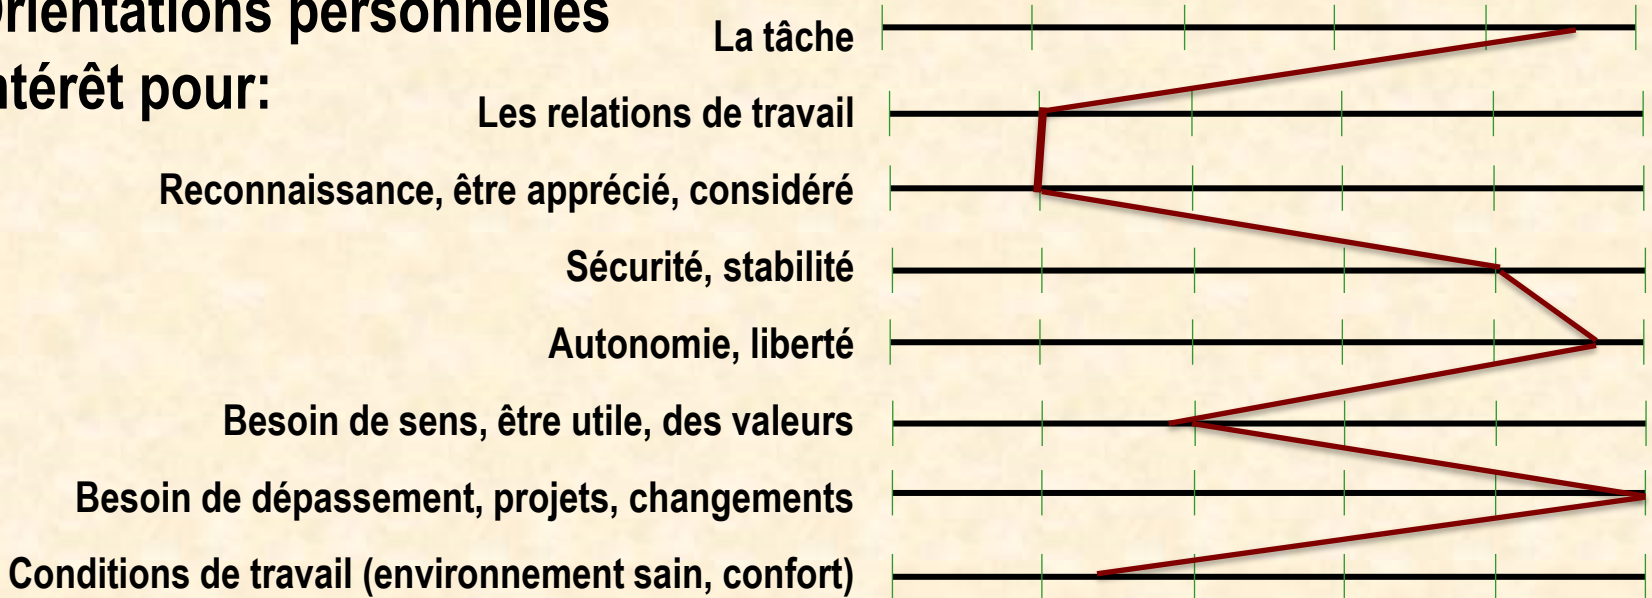 Orientations personnelles
ntérêt pour:
La tâche
Les relations de travail
Reconnaissance, être apprécié, considéré
Sécurité, stabilité
Autonomie, liberté
Besoin de sens, être utile, des valeurs
Besoin de dépassement, projets, changements
Conditions de travail (environnement sain, confort)